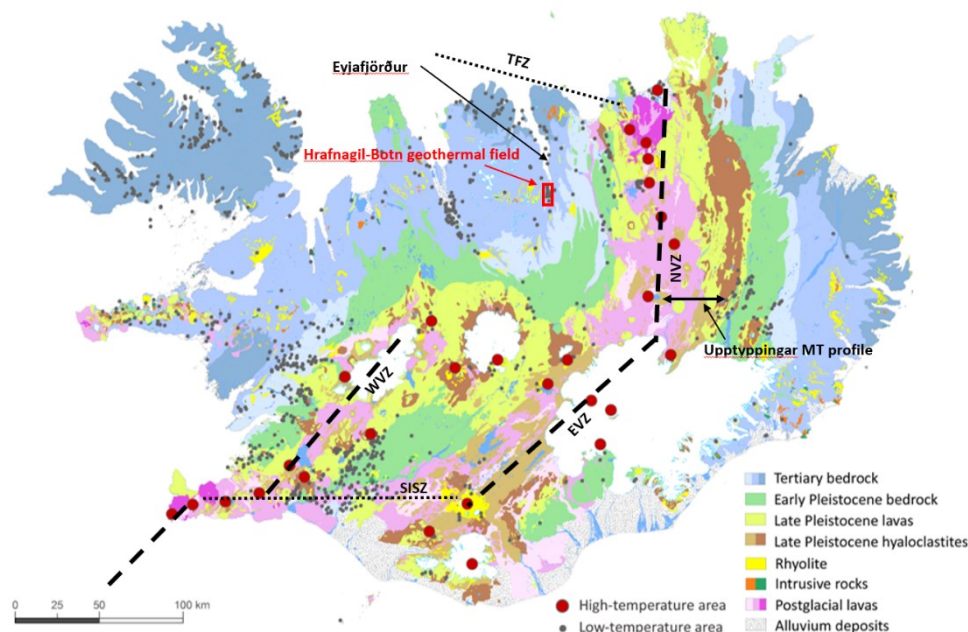 TFZ
Eyjafjörður
Hrafnagil-Botn geothermal field
NVZ
Upptyppingar MT profile
WVZ
EVZ
SISZ
Tertiary bedrock
Early Pleistocene bedrock
Late Pleistocene lavas
Late Pleistocene hyaloclastites
Rhyolite
Intrusive rocks
Postglacial lavas
Alluvium deposits
0 25 50 100 km
High-temperature area
Low-temperature area